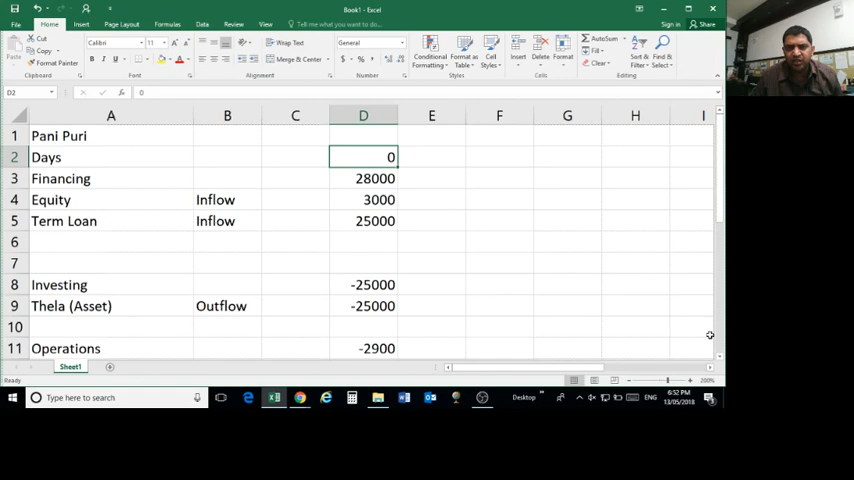 Book1 - Excel
Sign in Share
File Home Insert Page Layout Formulas Data Review View Tell me what you want to do
Cut
Copy
Format Painter
Paste
Calibri 11
B I U
Wrap Text
Merge & Center
General
$ % ,
Conditional Formatting
Format as Table
Cell Styles
Insert Delete Format
AutoSum
Fill
Clear
Sort & Filter
Find & Select
Clipboard Font Alignment Number Styles Cells Editing
D2 fx 0
A B C D E F G H I
1 Pani Puri
2 Days 0
3 Financing 28000
4 Equity Inflow 3000
5 Term Loan Inflow 25000
6
7
8 Investing -25000
9 Thela (Asset) Outflow -25000
10
11 Operations -2900
Sheet1
Ready 200%
Type here to search
Desktop ENG 6:52 PM
13/05/2018